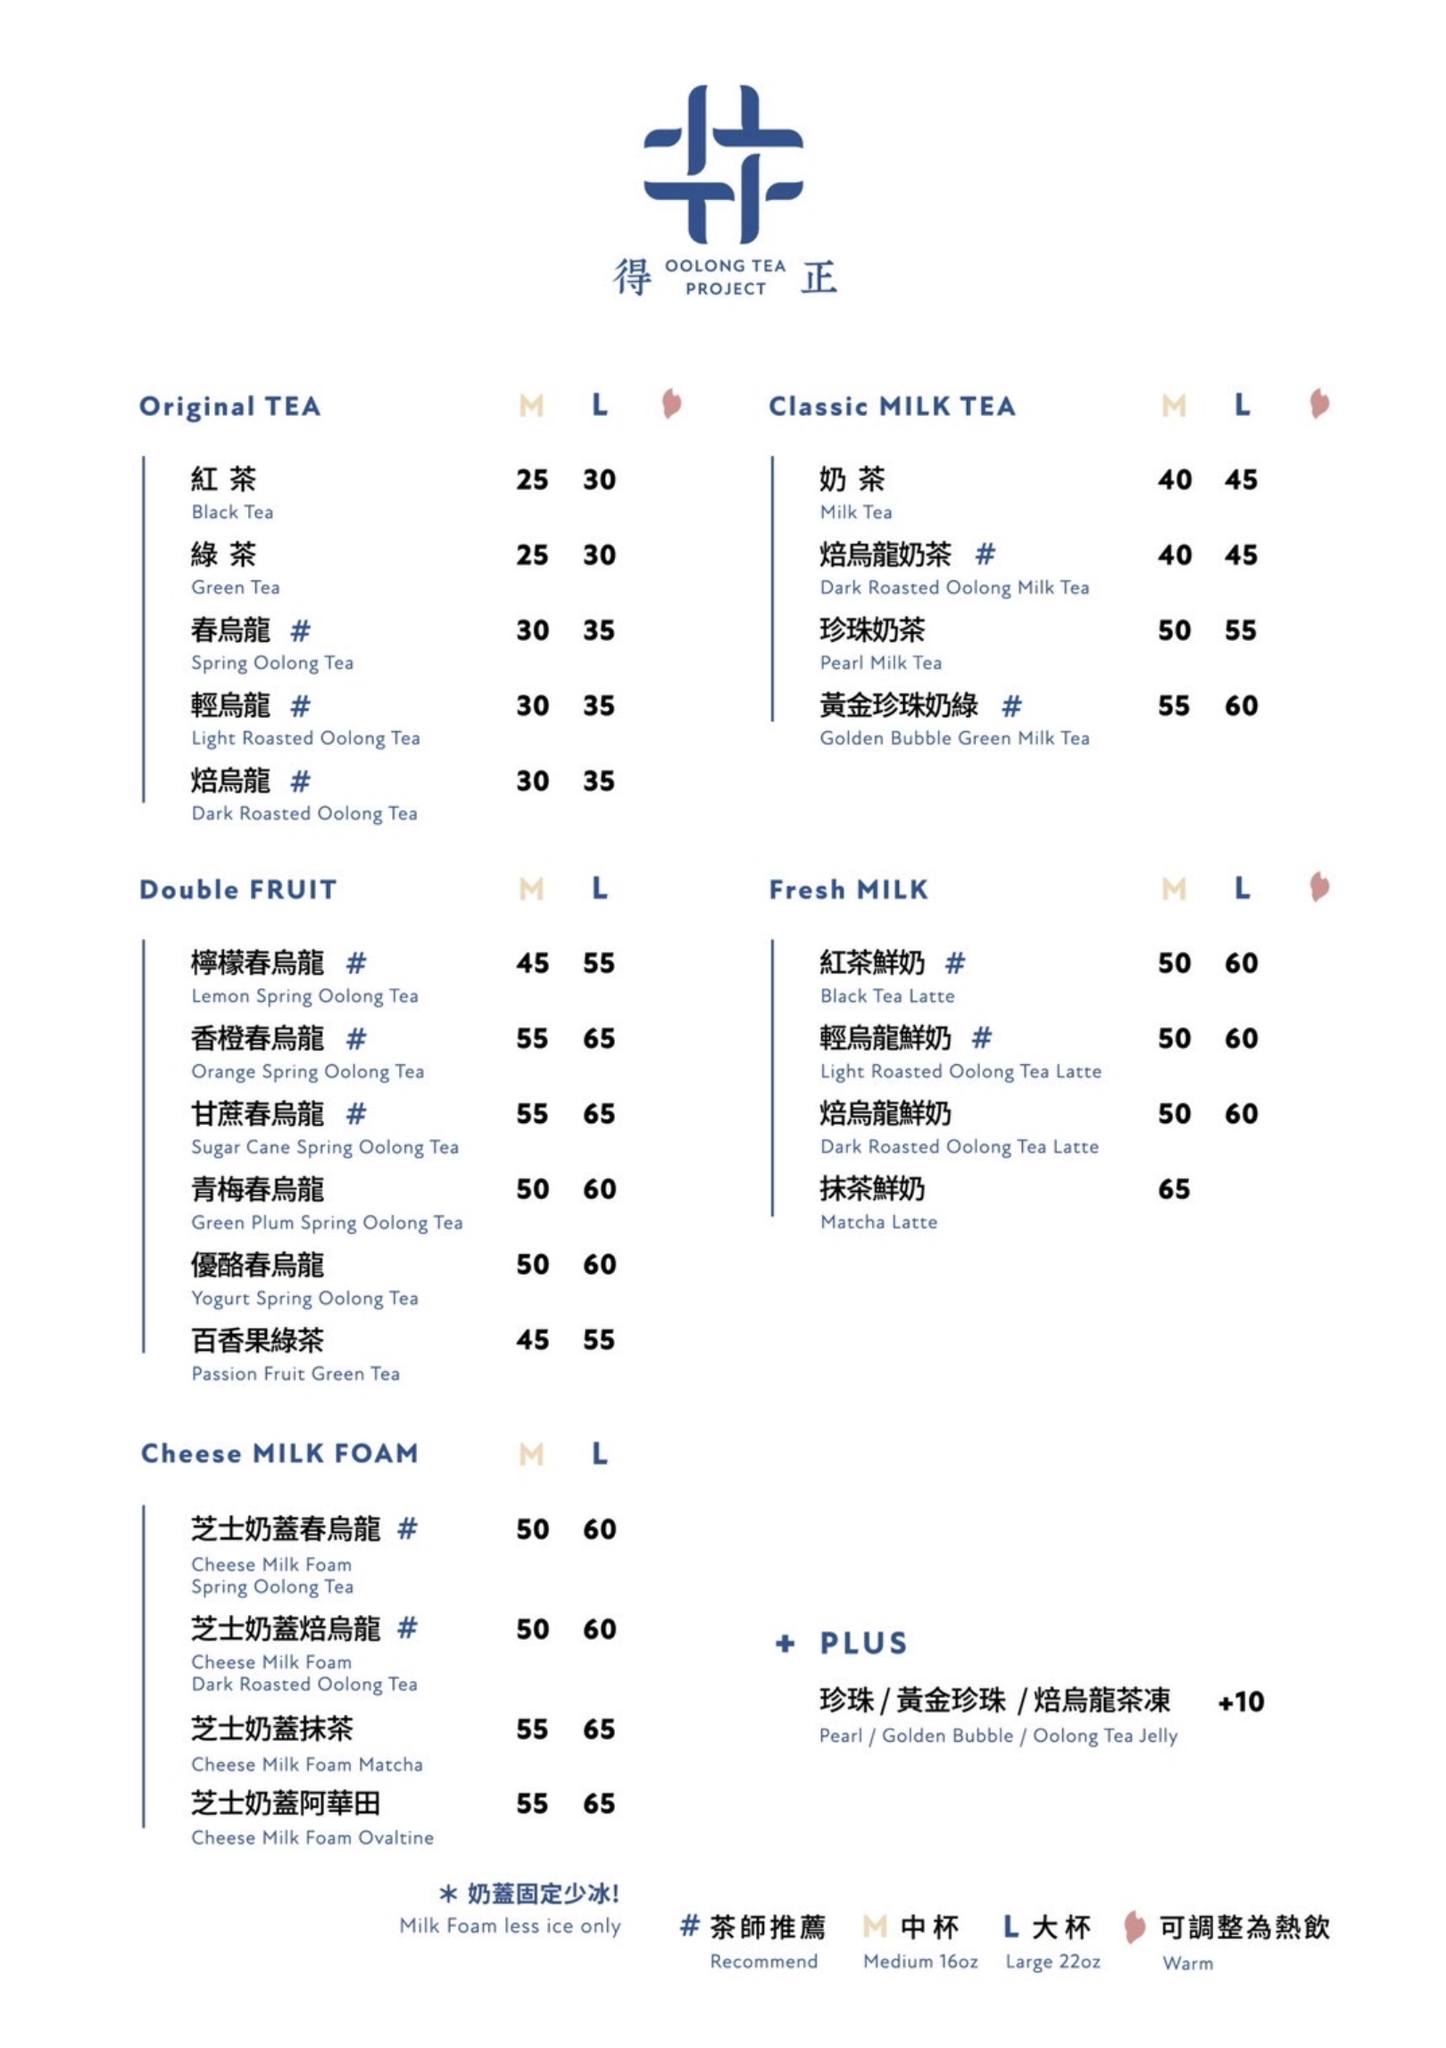 得 OOLONG TEA PROJECT 正
Original TEA M L
紅茶 25 30
Black Tea
綠茶 25 30
Green Tea
春烏龍 # 30 35
Spring Oolong Tea
輕烏龍 # 30 35
Light Roasted Oolong Tea
焙烏龍 # 30 35
Dark Roasted Oolong Tea
Classic MILK TEA M L
奶茶 40 45
Milk Tea
焙烏龍奶茶 # 40 45
Dark Roasted Oolong Milk Tea
珍珠奶茶 50 55
Pearl Milk Tea
黃金珍珠奶綠 # 55 60
Golden Bubble Green Milk Tea
Double FRUIT M L
檸檬春烏龍 # 45 55
Lemon Spring Oolong Tea
香橙春烏龍 # 55 65
Orange Spring Oolong Tea
甘蔗春烏龍 # 55 65
Sugar Cane Spring Oolong Tea
青梅春烏龍 50 60
Green Plum Spring Oolong Tea
優酪春烏龍 50 60
Yogurt Spring Oolong Tea
百香果綠茶 45 55
Passion Fruit Green Tea
Fresh MILK M L
紅茶鮮奶 # 50 60
Black Tea Latte
輕烏龍鮮奶 # 50 60
Light Roasted Oolong Tea Latte
焙烏龍鮮奶 50 60
Dark Roasted Oolong Tea Latte
抹茶鮮奶 65
Matcha Latte
Cheese MILK FOAM M L
芝士奶蓋春烏龍 # 50 60
Cheese Milk Foam
Spring Oolong Tea
芝士奶蓋焙烏龍 # 50 60
Cheese Milk Foam
Dark Roasted Oolong Tea
芝士奶蓋抹茶 55 65
Cheese Milk Foam Matcha
芝士奶蓋阿華田 55 65
Cheese Milk Foam Ovaltine
＊ 奶蓋固定少冰!
Milk Foam less ice only
+ PLUS
珍珠 / 黃金珍珠 / 焙烏龍茶凍 +10
Pearl / Golden Bubble / Oolong Tea Jelly
# 茶師推薦 M 中杯 L 大杯 可調整為熱飲
Recommend Medium 16oz Large 22oz Warm